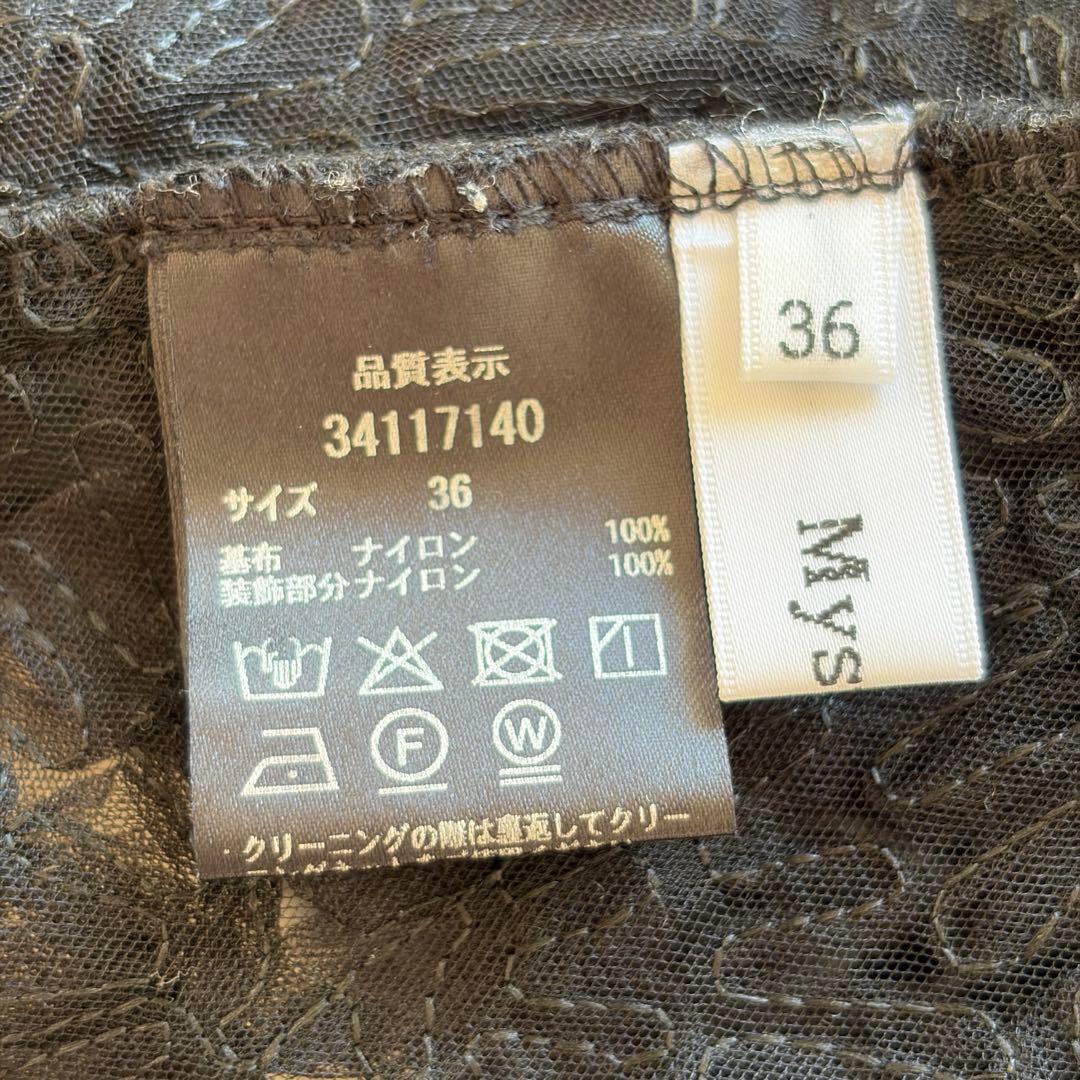 品質表示
34117140
サイズ 36
基布 ナイロン 100%
装飾部分 ナイロン 100%
F
W
・クリーニングの際は裏返してクリー
36
Mys